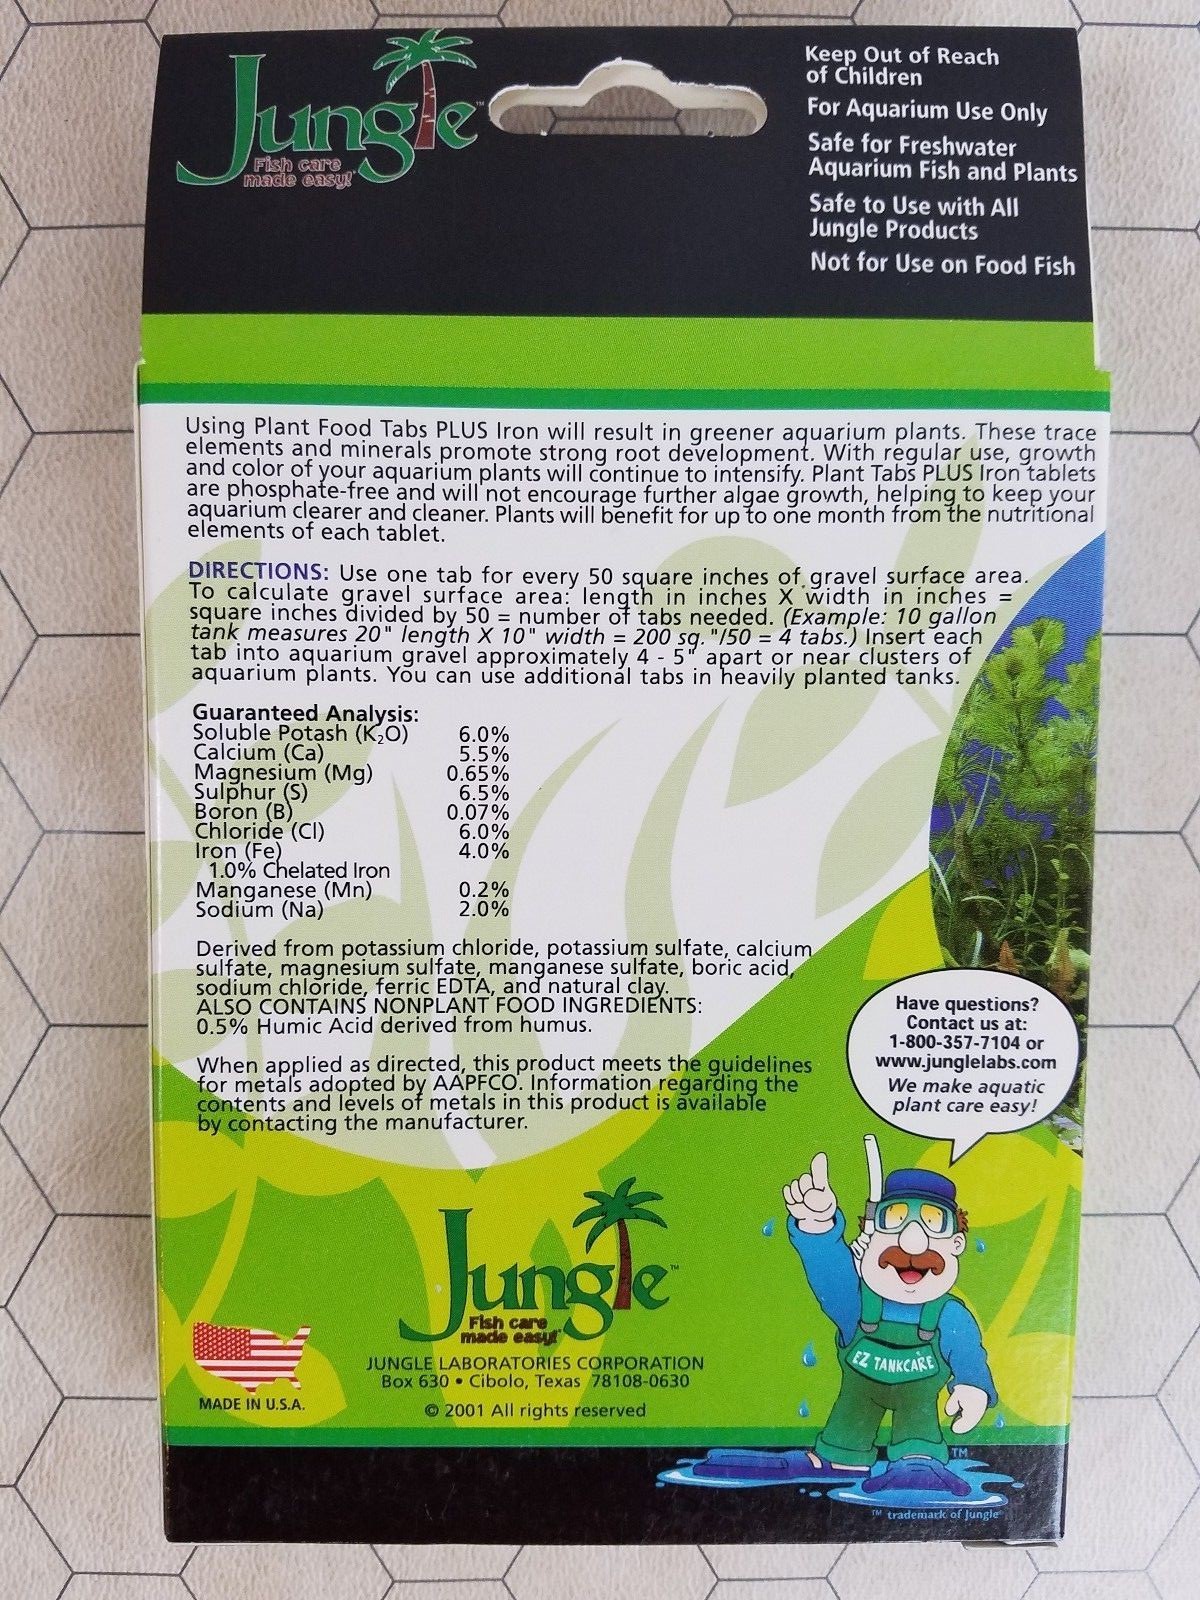 Jungle™
Fish care
made easy!
Keep Out of Reach
of Children
For Aquarium Use Only
Safe for Freshwater
Aquarium Fish and Plants
Safe to Use with All
Jungle Products
Not for Use on Food Fish
Using Plant Food Tabs PLUS Iron will result in greener aquarium plants. These trace
elements and minerals promote strong root development. With regular use, growth
and color of your aquarium plants will continue to intensify. Plant Tabs PLUS Iron tablets
are phosphate-free and will not encourage further algae growth, helping to keep your
aquarium clearer and cleaner. Plants will benefit for up to one month from the nutritional
elements of each tablet.
DIRECTIONS: Use one tab for every 50 square inches of gravel surface area.
To calculate gravel surface area: length in inches X width in inches =
square inches divided by 50 = number of tabs needed. (Example: 10 gallon
tank measures 20" length X 10" width = 200 sq. "/50 = 4 tabs.) Insert each
tab into aquarium gravel approximately 4 - 5" apart or near clusters of
aquarium plants. You can use additional tabs in heavily planted tanks.
Guaranteed Analysis:
Soluble Potash (K₂O) 6.0%
Calcium (Ca) 5.5%
Magnesium (Mg) 0.65%
Sulphur (S) 6.5%
Boron (B) 0.07%
Chloride (Cl) 6.0%
Iron (Fe) 4.0%
1.0% Chelated Iron
Manganese (Mn) 0.2%
Sodium (Na) 2.0%
Derived from potassium chloride, potassium sulfate, calcium
sulfate, magnesium sulfate, manganese sulfate, boric acid,
sodium chloride, ferric EDTA, and natural clay.
ALSO CONTAINS NONPLANT FOOD INGREDIENTS:
0.5% Humic Acid derived from humus.
When applied as directed, this product meets the guidelines
for metals adopted by AAPFCO. Information regarding the
contents and levels of metals in this product is available
by contacting the manufacturer.
Have questions?
Contact us at:
1-800-357-7104 or
www.junglelabs.com
We make aquatic
plant care easy!
Jungle™
Fish care
made easy!
JUNGLE LABORATORIES CORPORATION
Box 630 • Cibolo, Texas 78108-0630
© 2001 All rights reserved
MADE IN U.S.A.
EZ TANKCARE
TM
™ trademark of Jungle